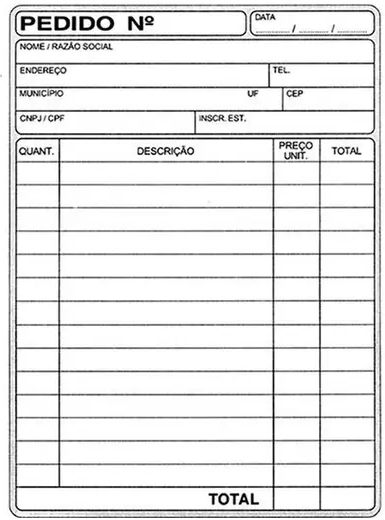 PEDIDO Nº
DATA
___/___/___
NOME / RAZÃO SOCIAL
ENDEREÇO TEL.
MUNICÍPIO UF CEP
CNPJ / CPF INSCR. EST.
QUANT. DESCRIÇÃO PREÇO UNIT. TOTAL
TOTAL